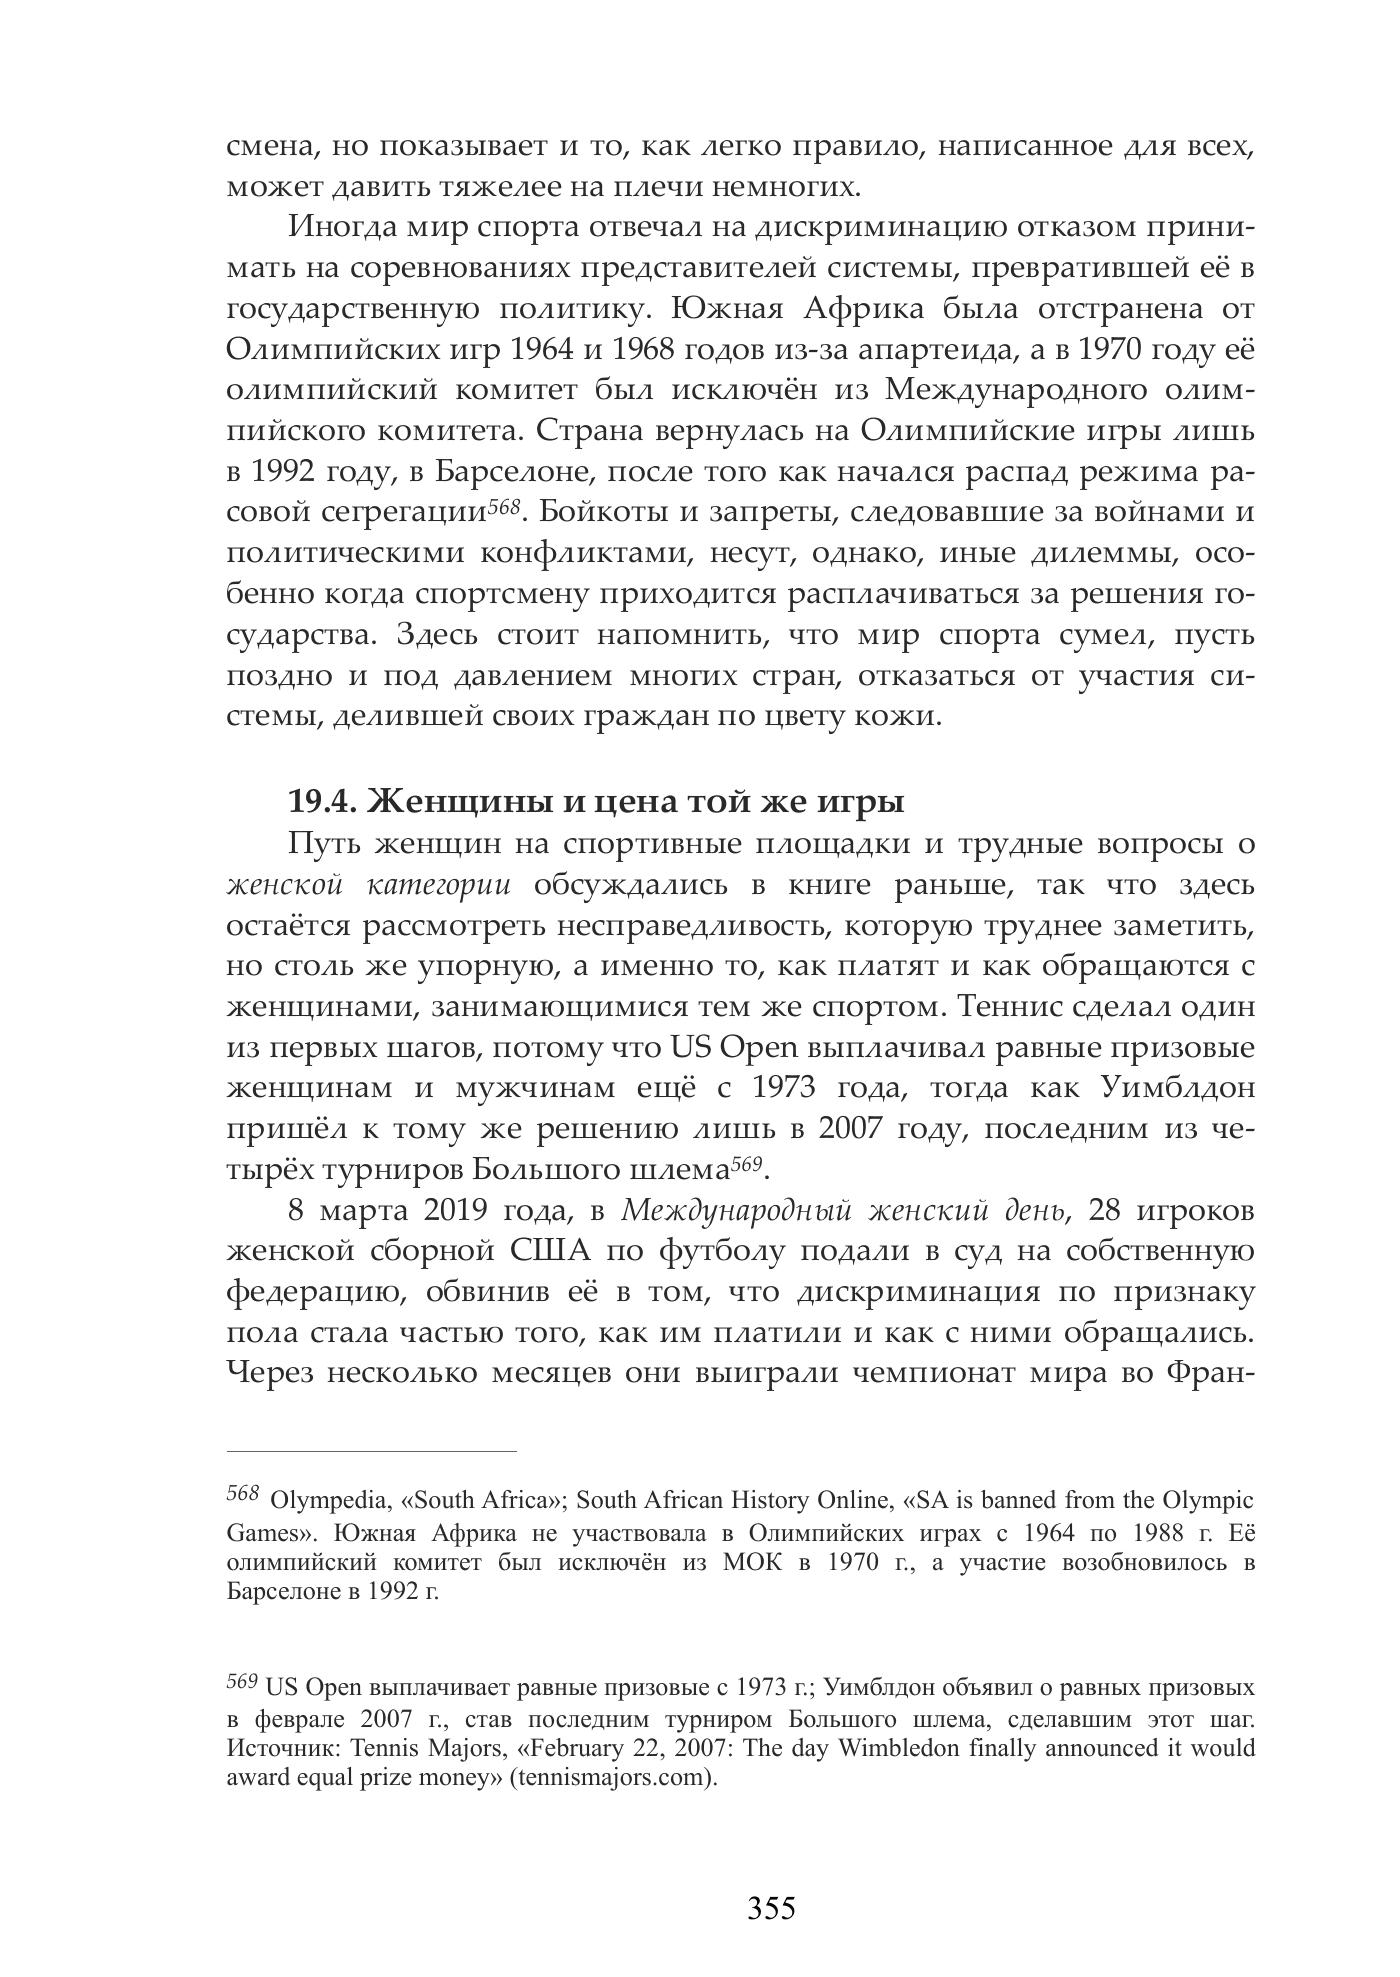 смена, но показывает и то, как легко правило, написанное для всех,
может давить тяжелее на плечи немногих.
Иногда мир спорта отвечал на дискриминацию отказом прини-
мать на соревнованиях представителей системы, превратившей её в
государственную политику. Южная Африка была отстранена от
Олимпийских игр 1964 и 1968 годов из-за апартеида, а в 1970 году её
олимпийский комитет был исключён из Международного олим-
пийского комитета. Страна вернулась на Олимпийские игры лишь
в 1992 году, в Барселоне, после того как начался распад режима ра-
совой сегрегации568. Бойкоты и запреты, следовавшие за войнами и
политическими конфликтами, несут, однако, иные дилеммы, осо-
бенно когда спортсмену приходится расплачиваться за решения го-
сударства. Здесь стоит напомнить, что мир спорта сумел, пусть
поздно и под давлением многих стран, отказаться от участия си-
стемы, делившей своих граждан по цвету кожи.
19.4. Женщины и цена той же игры
Путь женщин на спортивные площадки и трудные вопросы о
женской категории обсуждались в книге раньше, так что здесь
остаётся рассмотреть несправедливость, которую труднее заметить,
но столь же упорную, а именно то, как платят и как обращаются с
женщинами, занимающимися тем же спортом. Теннис сделал один
из первых шагов, потому что US Open выплачивал равные призовые
женщинам и мужчинам ещё с 1973 года, тогда как Уимблдон
пришёл к тому же решению лишь в 2007 году, последним из че-
тырёх турниров Большого шлема569.
8 марта 2019 года, в Международный женский день, 28 игроков
женской сборной США по футболу подали в суд на собственную
федерацию, обвинив её в том, что дискриминация по признаку
пола стала частью того, как им платили и как с ними обращались.
Через несколько месяцев они выиграли чемпионат мира во Фран-
568 Olympedia, «South Africa»; South African History Online, «SA is banned from the Olympic
Games». Южная Африка не участвовала в Олимпийских играх с 1964 по 1988 г. Её
олимпийский комитет был исключён из МОК в 1970 г., а участие возобновилось в
Барселоне в 1992 г.
569 US Open выплачивает равные призовые с 1973 г.; Уимблдон объявил о равных призовых
в феврале 2007 г., став последним турниром Большого шлема, сделавшим этот шаг.
Источник: Tennis Majors, «February 22, 2007: The day Wimbledon finally announced it would
award equal prize money» (tennismajors.com).
355